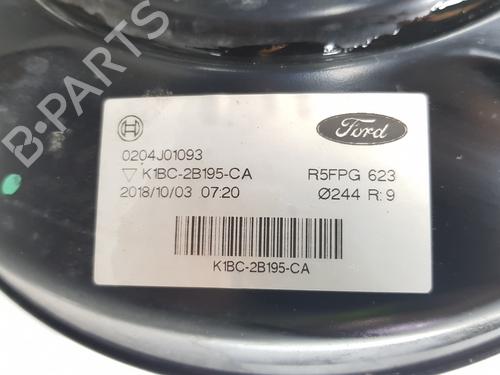 B-PARTS
Ford
0204J01093
▽ K1BC-2B195-CA R5FPG 623
2018/10/03 07:20 Ø244 R: 9
K1BC-2B195-CA